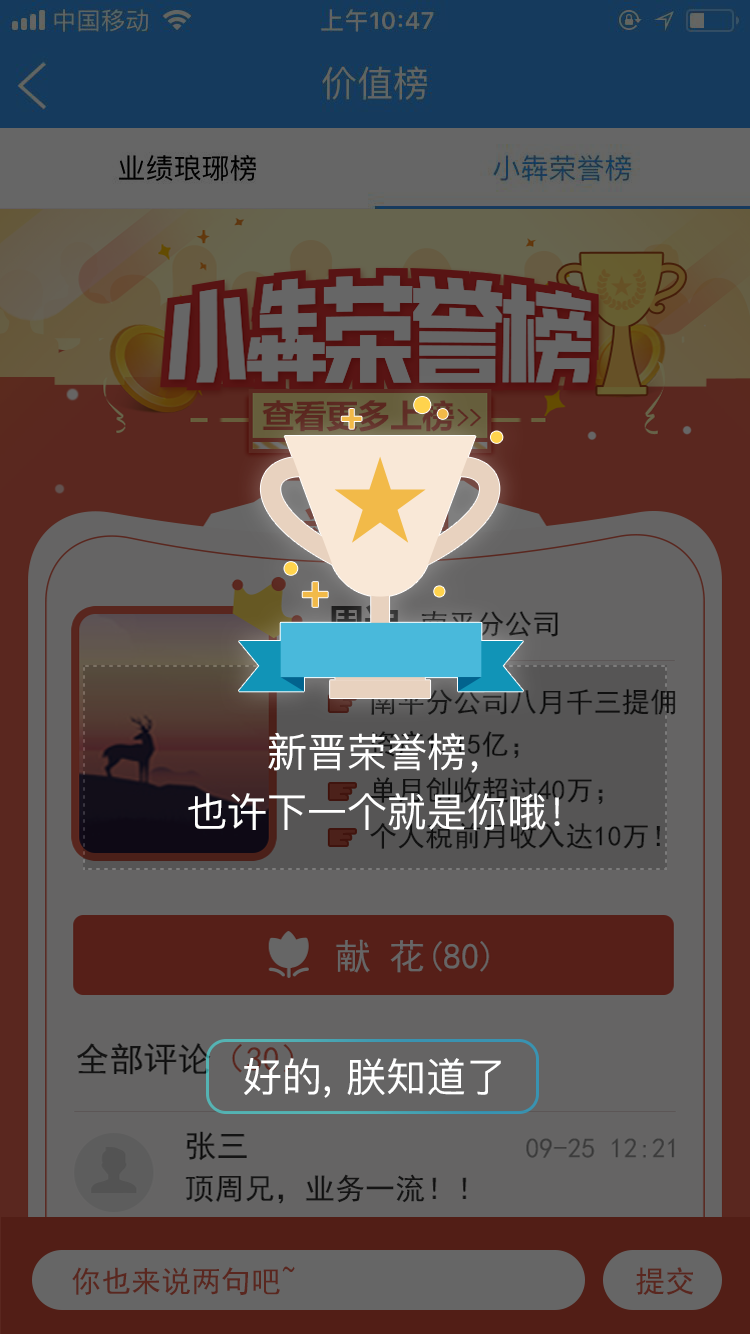 中国移动
上午10:47
价值榜
业绩琅琊榜
小犇荣誉榜
小犇荣誉榜
查看更多上榜>>
南平分公司
南平分公司八月千三提佣
5亿；
新晋荣誉榜，
单月创收超过40万；
也许下一个就是你哦！
个人税前月收入达10万！
献 花(80)
全部评论（30）
好的, 朕知道了
张三
09-25 12:21
顶周兄，业务一流！！
你也来说两句吧~
提交